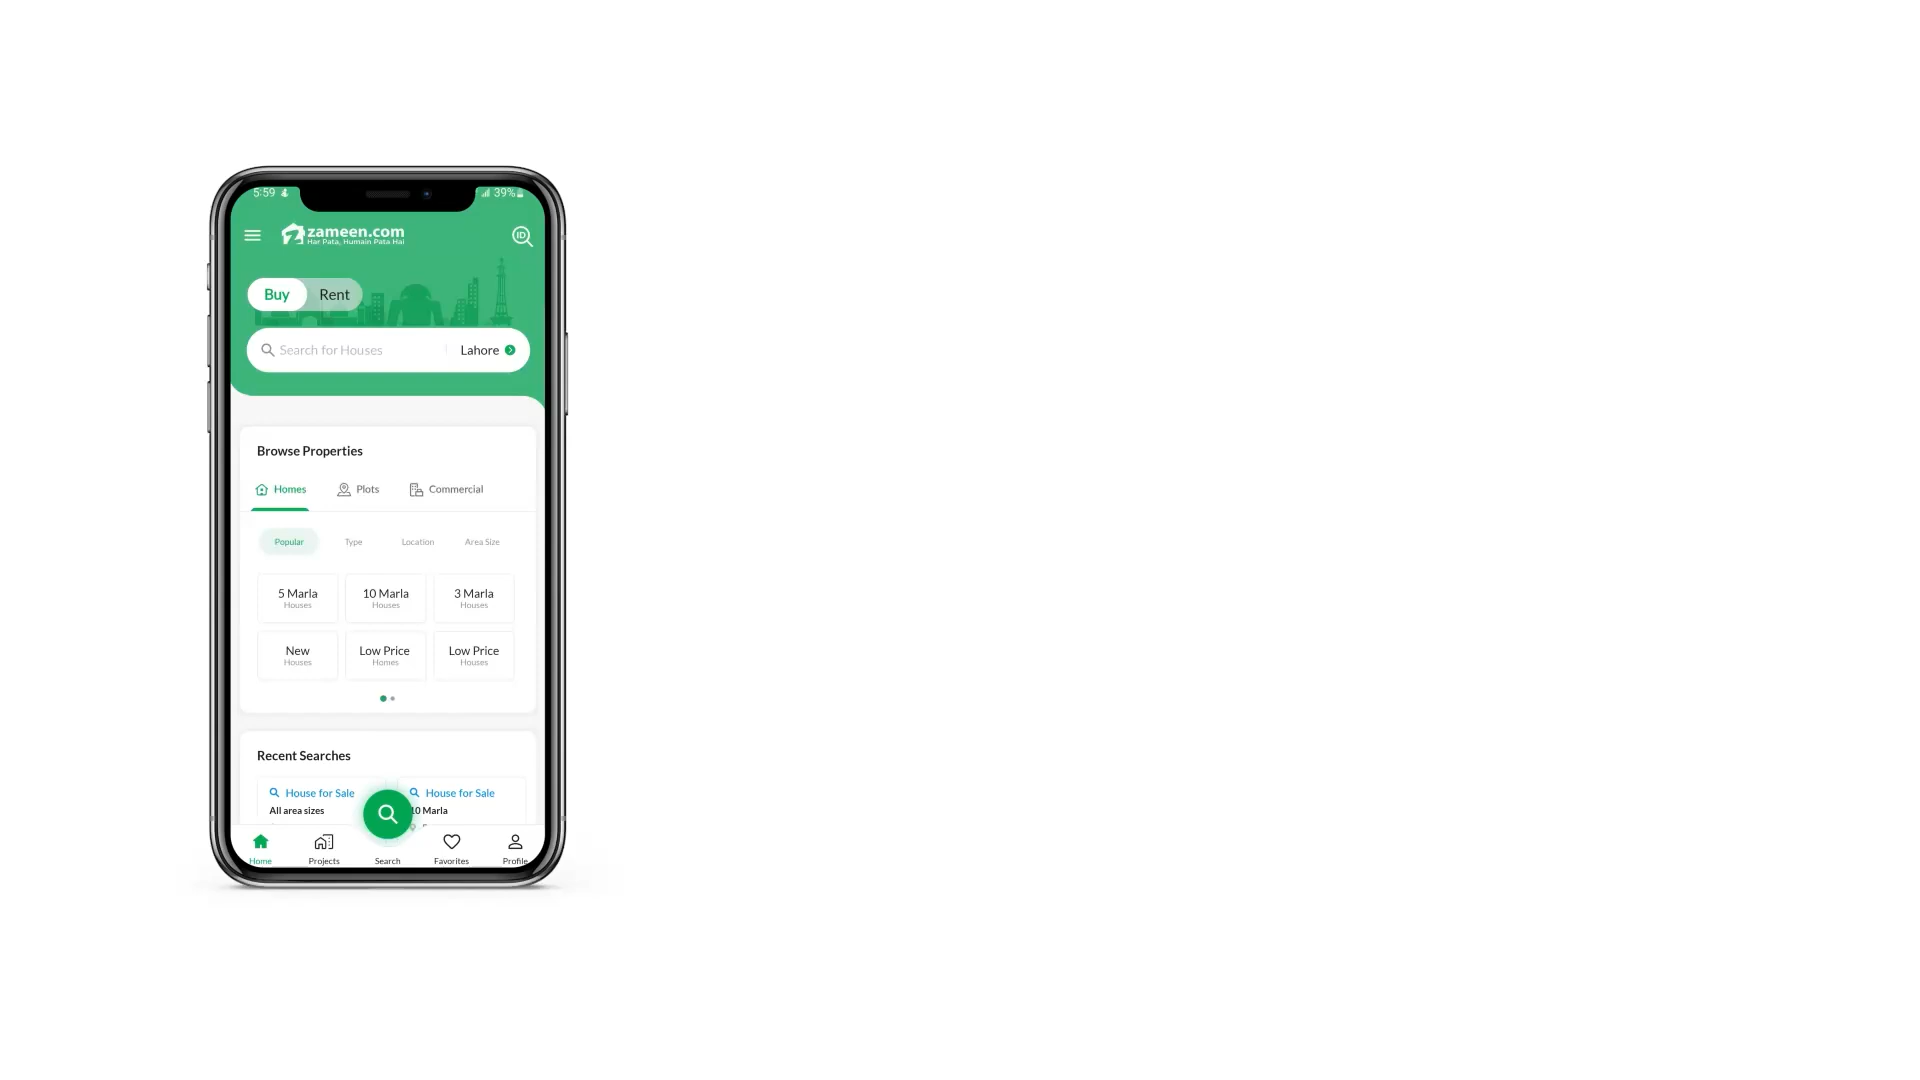 5:59 39%
zameen.com
Har Pata, Humain Pata Hai
ID
Buy Rent
Search for Houses Lahore
Browse Properties
Homes Plots Commercial
Popular Type Location Area Size
5 Marla 10 Marla 3 Marla
Houses Houses Houses
New Low Price Low Price
Houses Homes Houses
Recent Searches
House for Sale House for Sale
All area sizes 10 Marla
Home Projects Search Favorites Profile